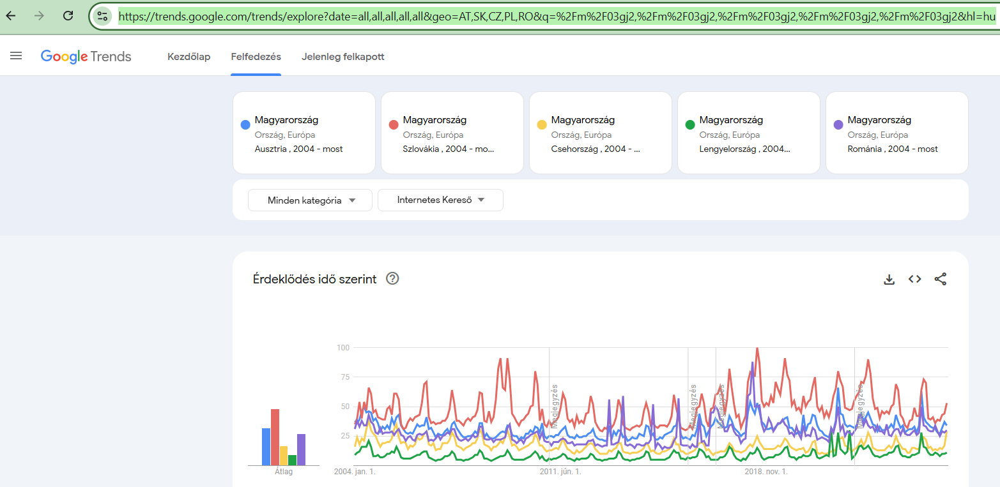 https://trends.google.com/trends/explore?date=all,all,all,all,all&geo=AT,SK,CZ,PL,RO&q=%2Fm%2F03gj2,%2Fm%2F03gj2,%2Fm%2F03gj2,%2Fm%2F03gj2,%2Fm%2F03gj2&hl=hu
Google Trends
Kezdőlap
Felfedezés
Jelenleg felkapott
Magyarország
Ország, Európa
Ausztria , 2004 - most
Magyarország
Ország, Európa
Szlovákia , 2004 - mo...
Magyarország
Ország, Európa
Csehország , 2004 - ...
Magyarország
Ország, Európa
Lengyelország , 2004...
Magyarország
Ország, Európa
Románia , 2004 - most
Minden kategória
Internetes Kereső
Érdeklődés idő szerint
?
100
75
50
25
Megjegyzés
Megjegyzés
Megjegyzés
Megjegyzés
Átlag
2004. jan. 1.
2011. jún. 1.
2018. nov. 1.